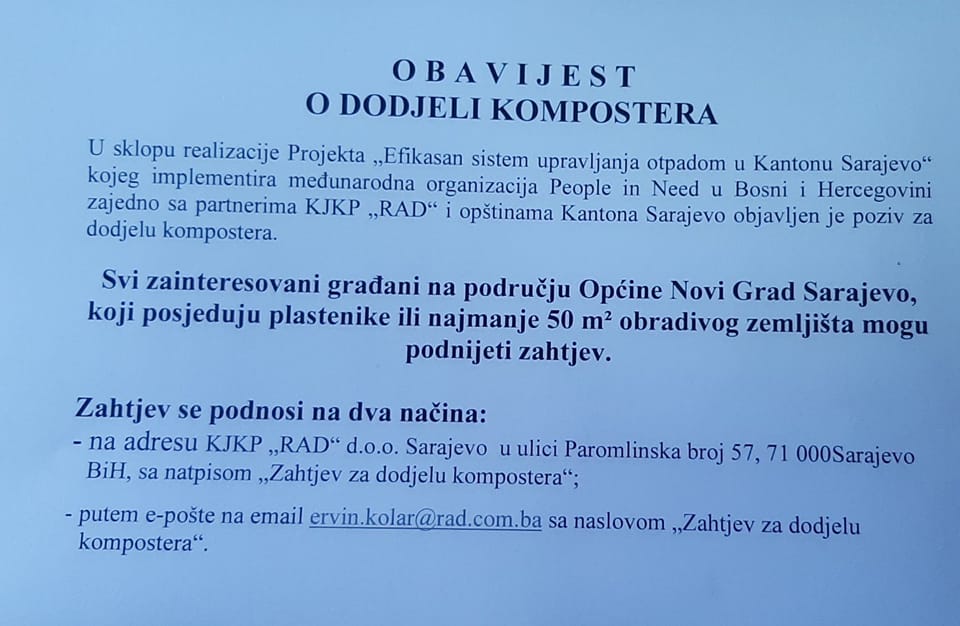 O B A V I J E S T
O DODJELI KOMPOSTERA
U sklopu realizacije Projekta „Efikasan sistem upravljanja otpadom u Kantonu Sarajevo“
kojeg implementira međunarodna organizacija People in Need u Bosni i Hercegovini
zajedno sa partnerima KJKP „RAD“ i opštinama Kantona Sarajevo objavljen je poziv za
dodjelu kompostera.
Svi zainteresovani građani na području Općine Novi Grad Sarajevo,
koji posjeduju plastenike ili najmanje 50 m² obradivog zemljišta mogu
podnijeti zahtjev.
Zahtjev se podnosi na dva načina:
- na adresu KJKP „RAD“ d.o.o. Sarajevo u ulici Paromlinska broj 57, 71 000Sarajevo
BiH, sa natpisom „Zahtjev za dodjelu kompostera“;
- putem e-pošte na email ervin.kolar@rad.com.ba sa naslovom „Zahtjev za dodjelu
kompostera“.